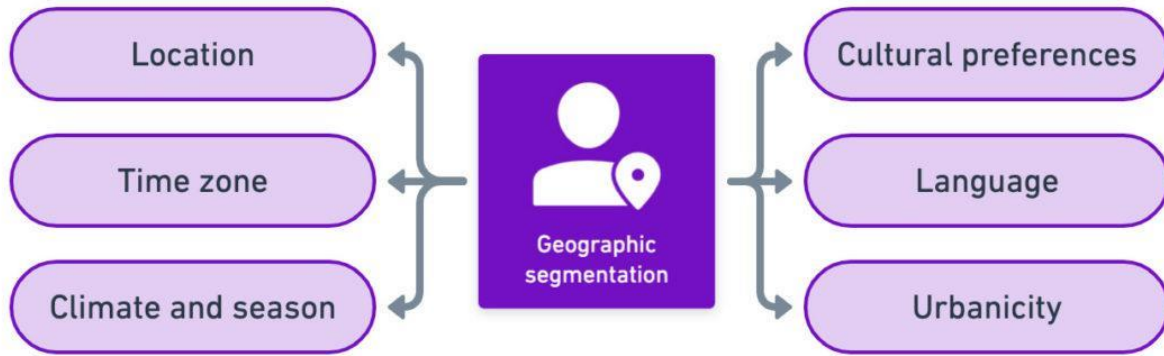 Location
Time zone
Climate and season
Geographic
segmentation
Cultural preferences
Language
Urbanicity